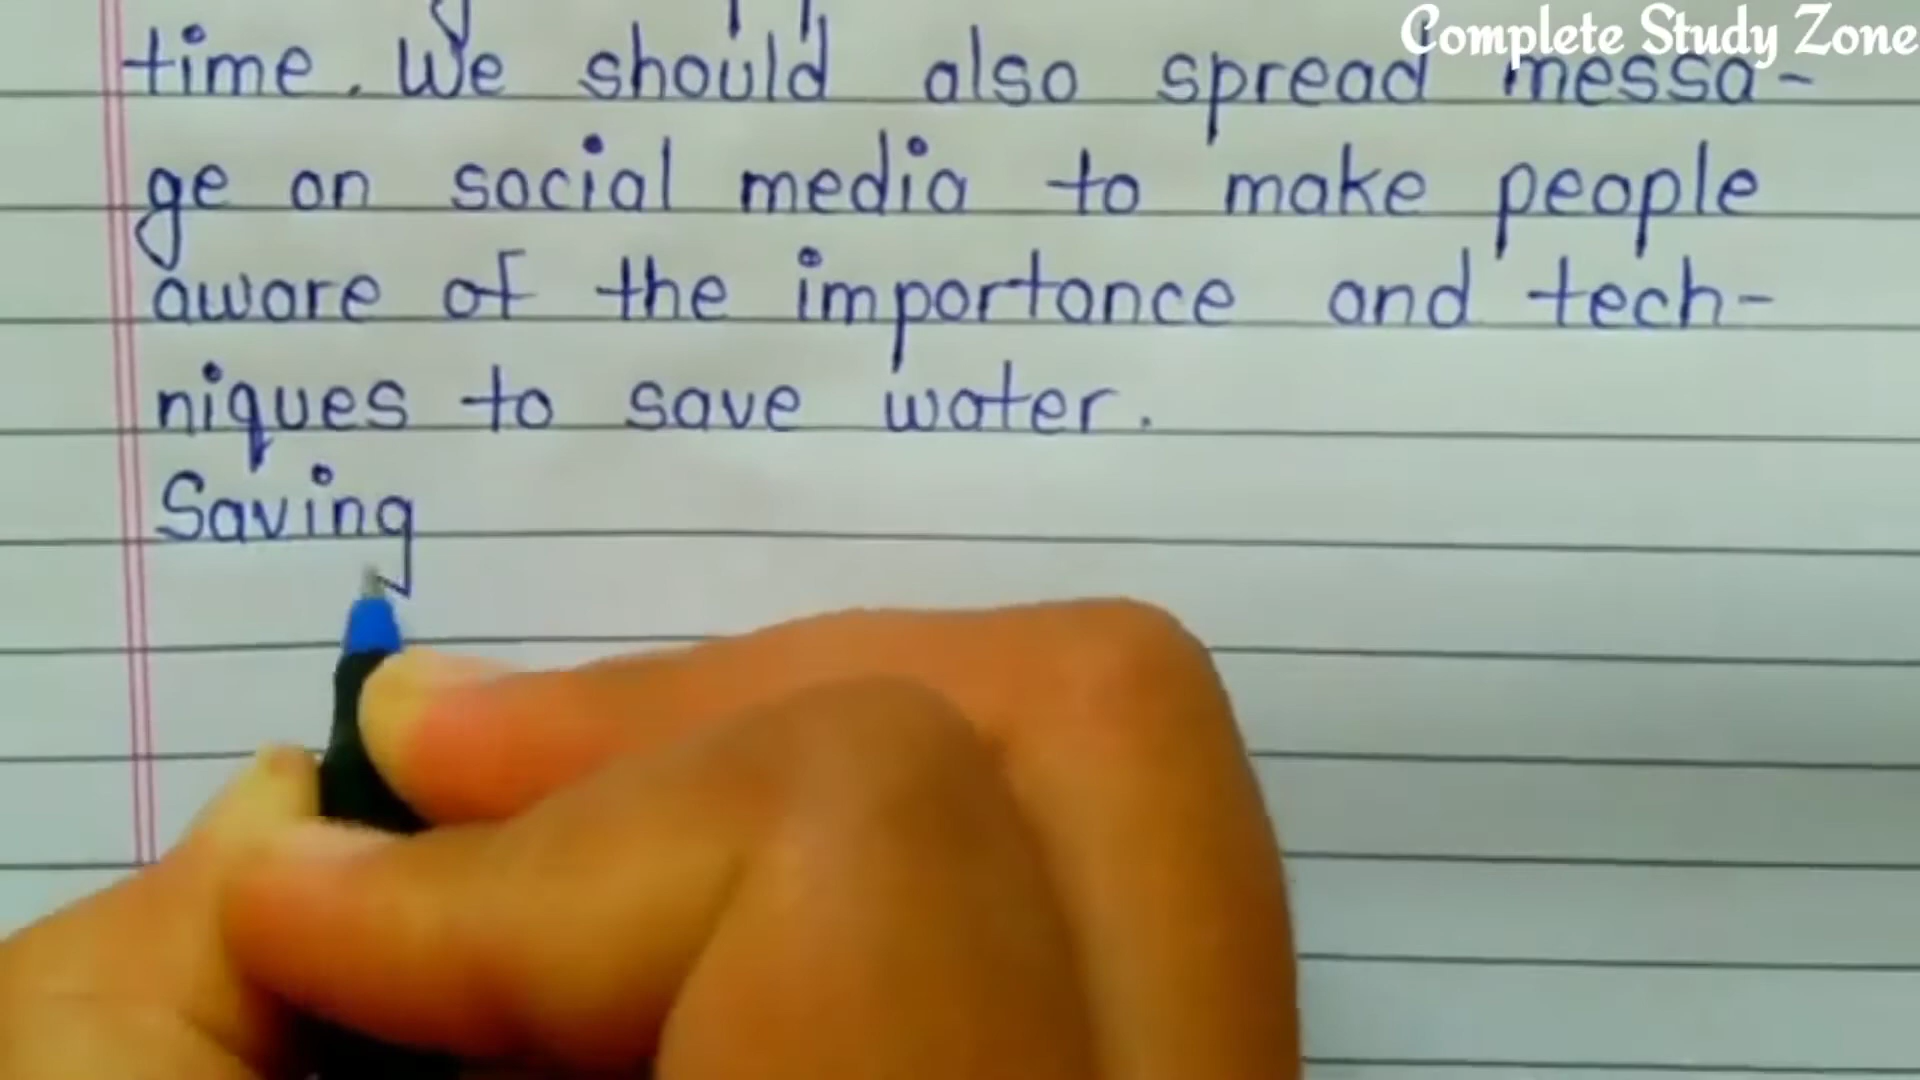 Complete Study Zone
time. We should also spread messa-
ge on social media to make people
aware of the importance and tech-
niques to save water.
Saving